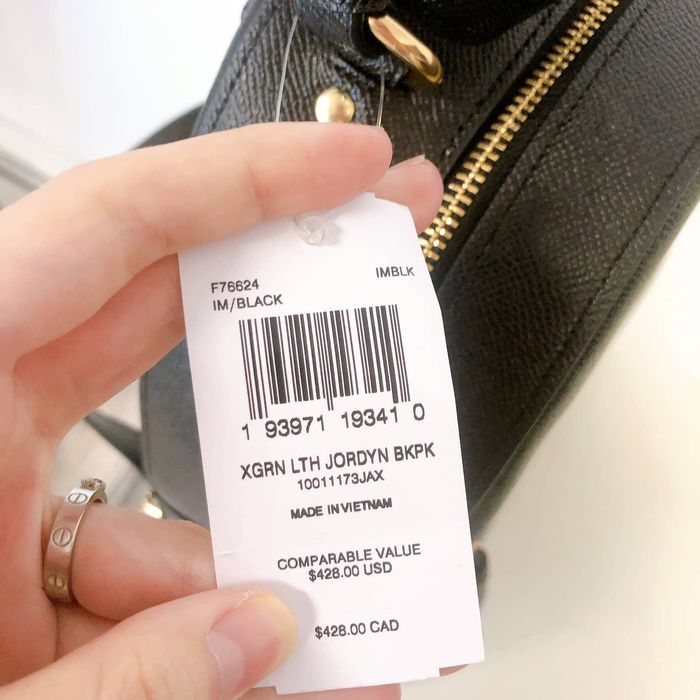 F76624
IMBLK
IM/BLACK
1 93971 19341 0
XGRN LTH JORDYN BKPK
10011173JAX
MADE IN VIETNAM
COMPARABLE VALUE
$428.00 USD
$428.00 CAD